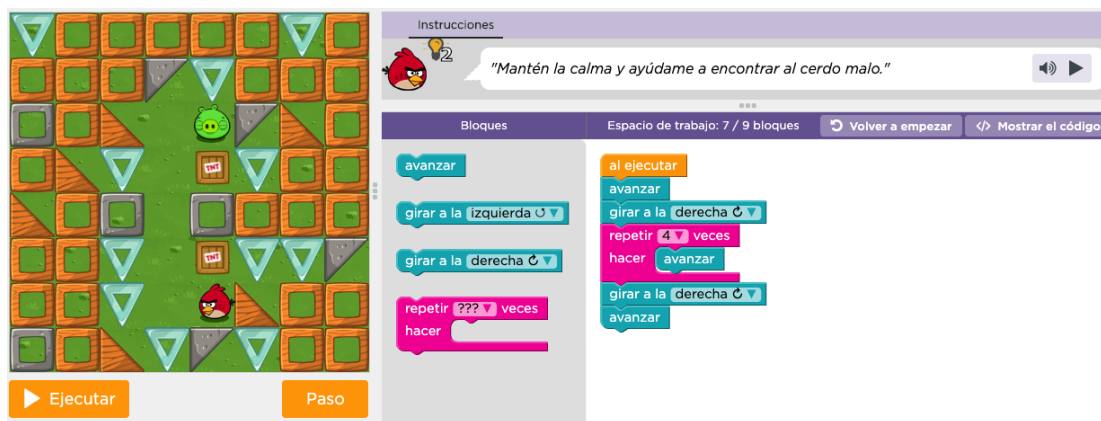 Instrucciones
2
"Mantén la calma y ayúdame a encontrar al cerdo malo."
Bloques
Espacio de trabajo: 7 / 9 bloques
Volver a empezar
</> Mostrar el código
avanzar
girar a la izquierda
girar a la derecha
repetir ??? veces
hacer
al ejecutar
avanzar
girar a la derecha
repetir 4 veces
hacer avanzar
girar a la derecha
avanzar
TNT
TNT
Ejecutar
Paso